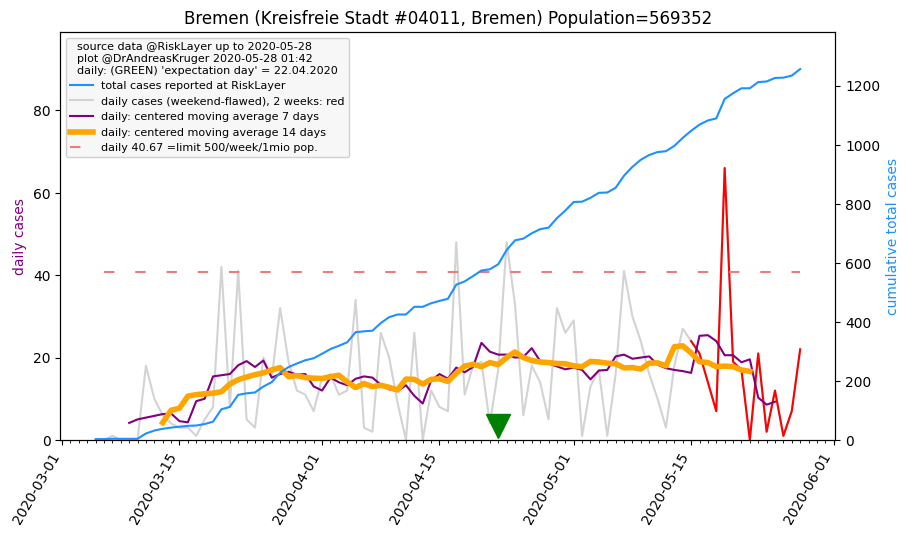 Bremen (Kreisfreie Stadt #04011, Bremen) Population=569352
source data @RiskLayer up to 2020-05-28
plot @DrAndreasKruger 2020-05-28 01:42
daily: (GREEN) 'expectation day' = 22.04.2020
total cases reported at RiskLayer
daily cases (weekend-flawed), 2 weeks: red
daily: centered moving average 7 days
daily: centered moving average 14 days
daily 40.67 =limit 500/week/1mio pop.
daily cases
80
60
40
20
0
cumulative total cases
1200
1000
800
600
400
200
0
2020-03-01
2020-03-15
2020-04-01
2020-04-15
2020-05-01
2020-05-15
2020-06-01